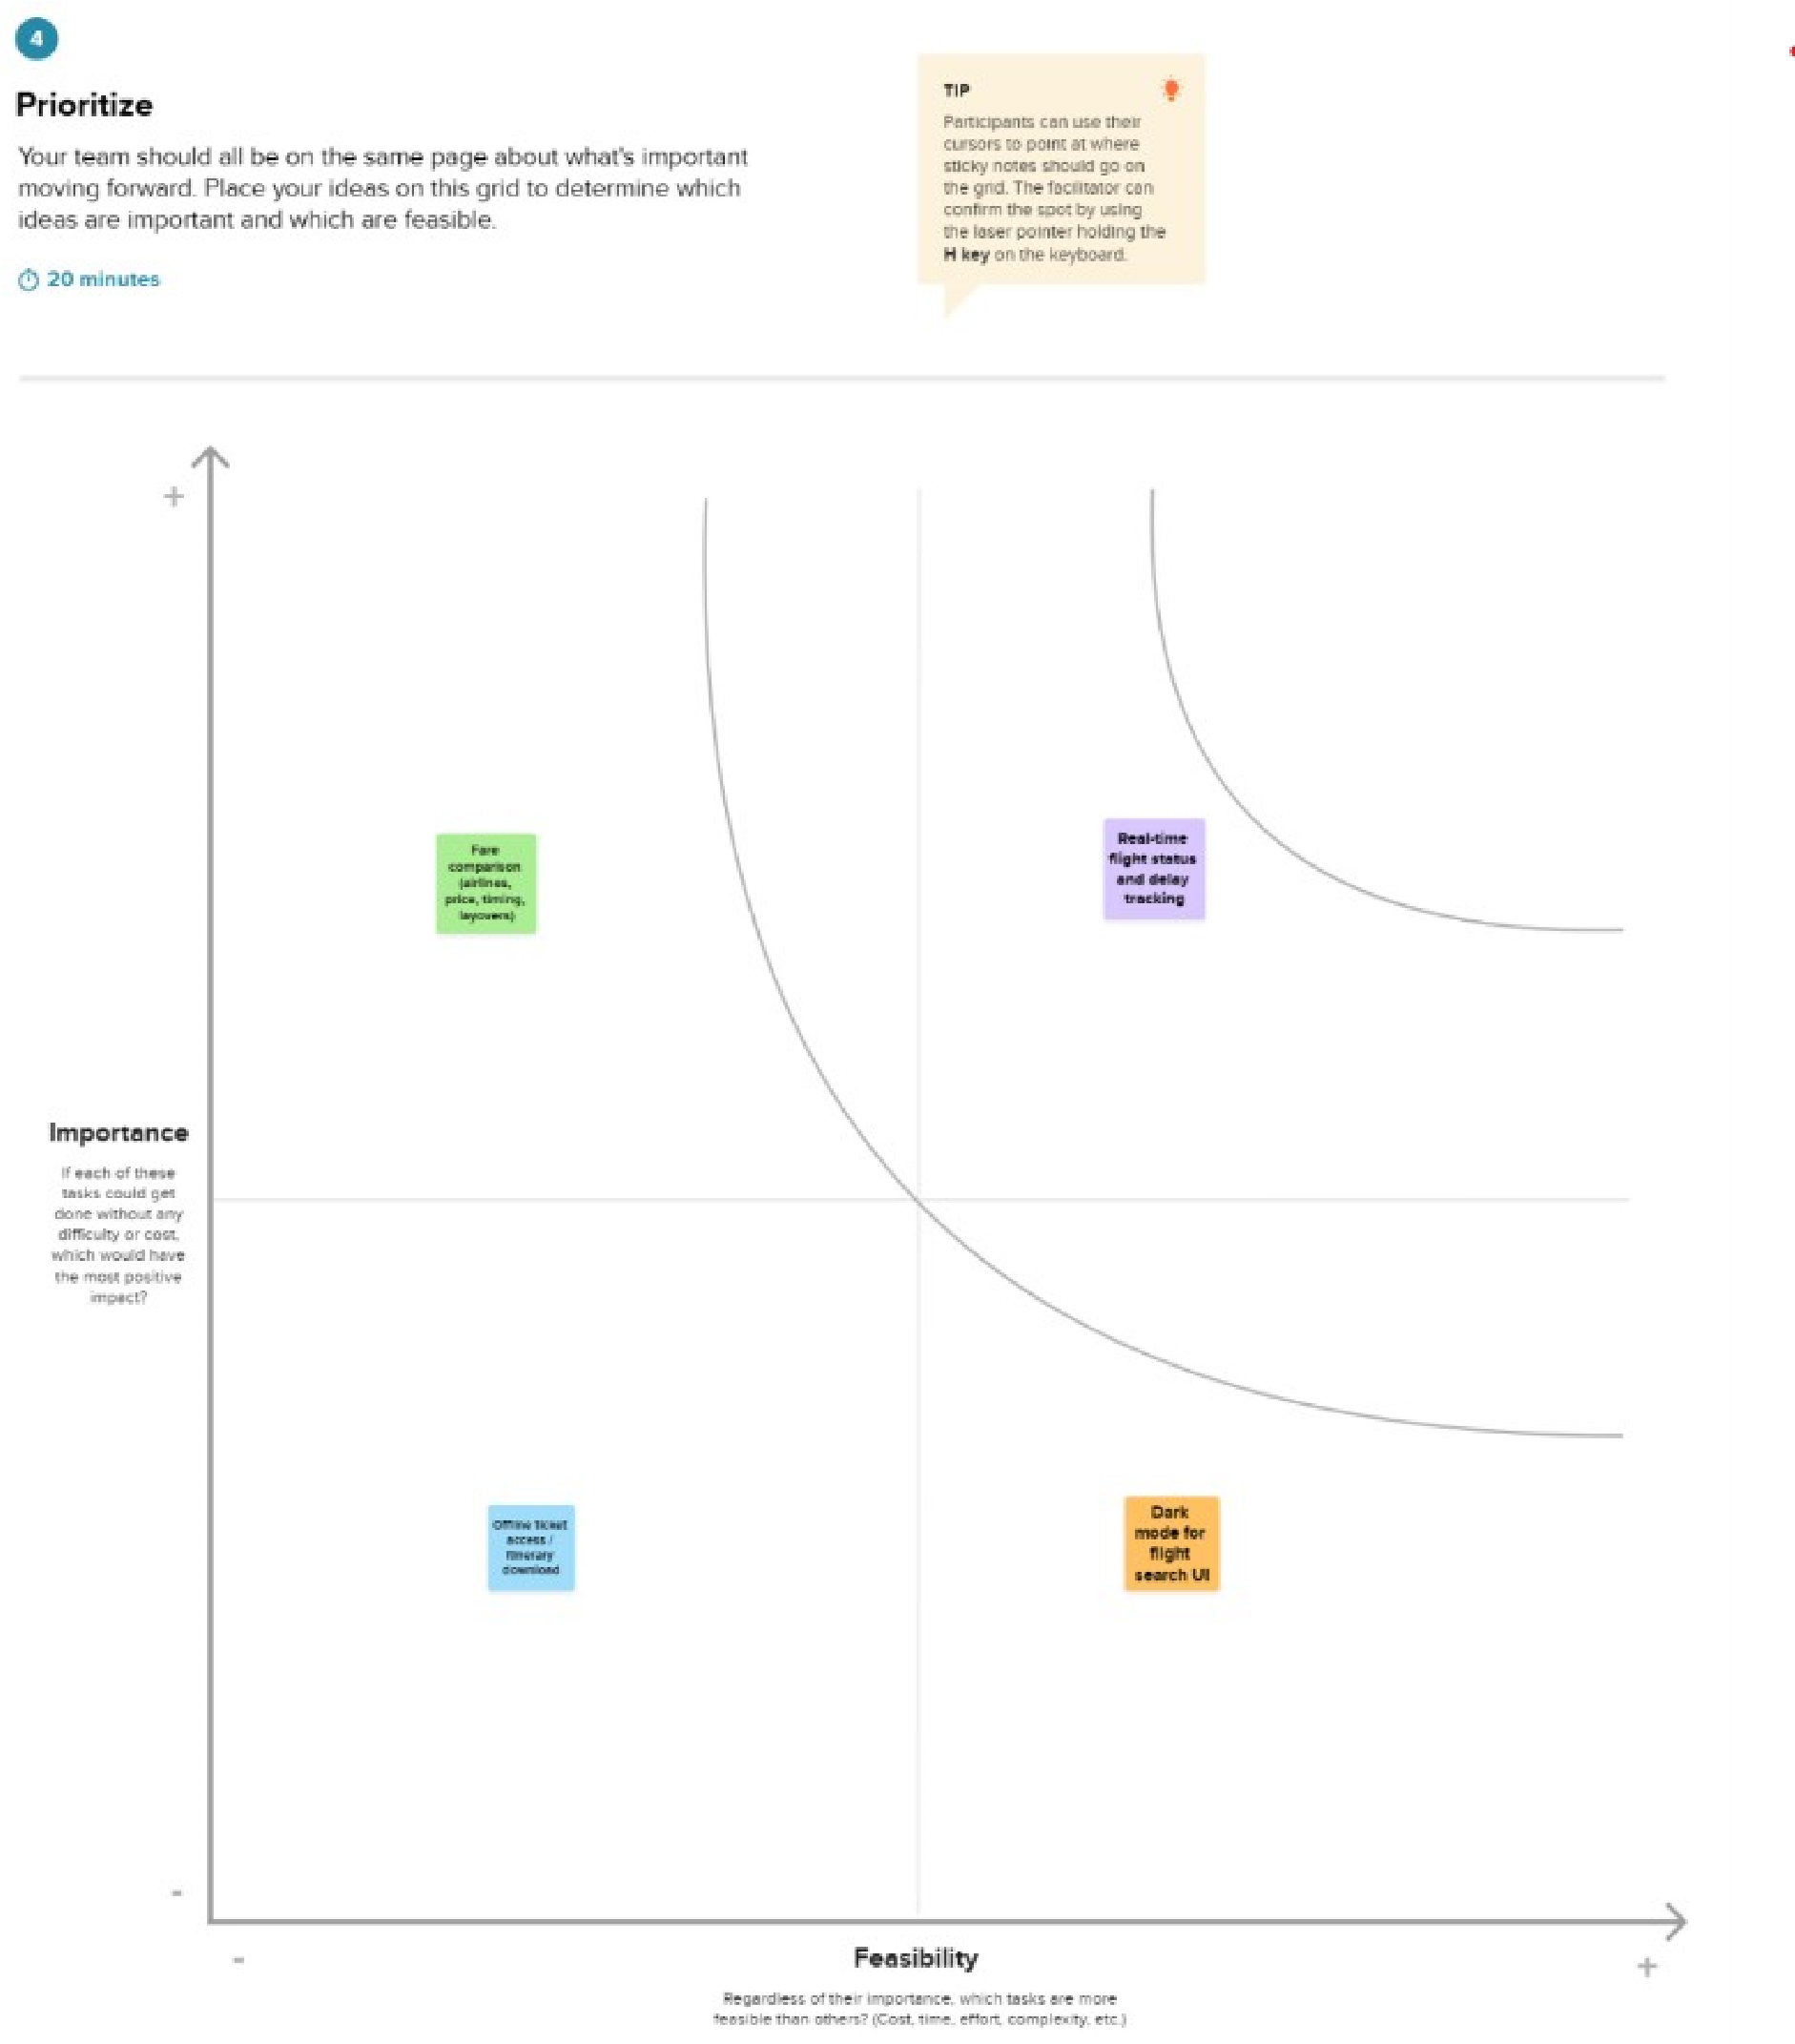 4
Prioritize
Your team should all be on the same page about what's important
moving forward. Place your ideas on this grid to determine which
ideas are important and which are feasible.
20 minutes
TIP
Participants can use their
cursors to point at where
sticky notes should go on
the grid. The facilitator can
confirm the spot by using
the laser pointer holding the
H key on the keyboard.
+
Fare
comparison
(airlines,
price, timing,
layovers)
Real-time
flight status
and delay
tracking
Importance
If each of these
tasks could get
done without any
difficulty or cost,
which would have
the most positive
impact?
Offline ticket
access /
itinerary
download
Dark
mode for
flight
search UI
-
-
Feasibility
+
Regardless of their importance, which tasks are more
feasible than others? (Cost, time, effort, complexity, etc.)